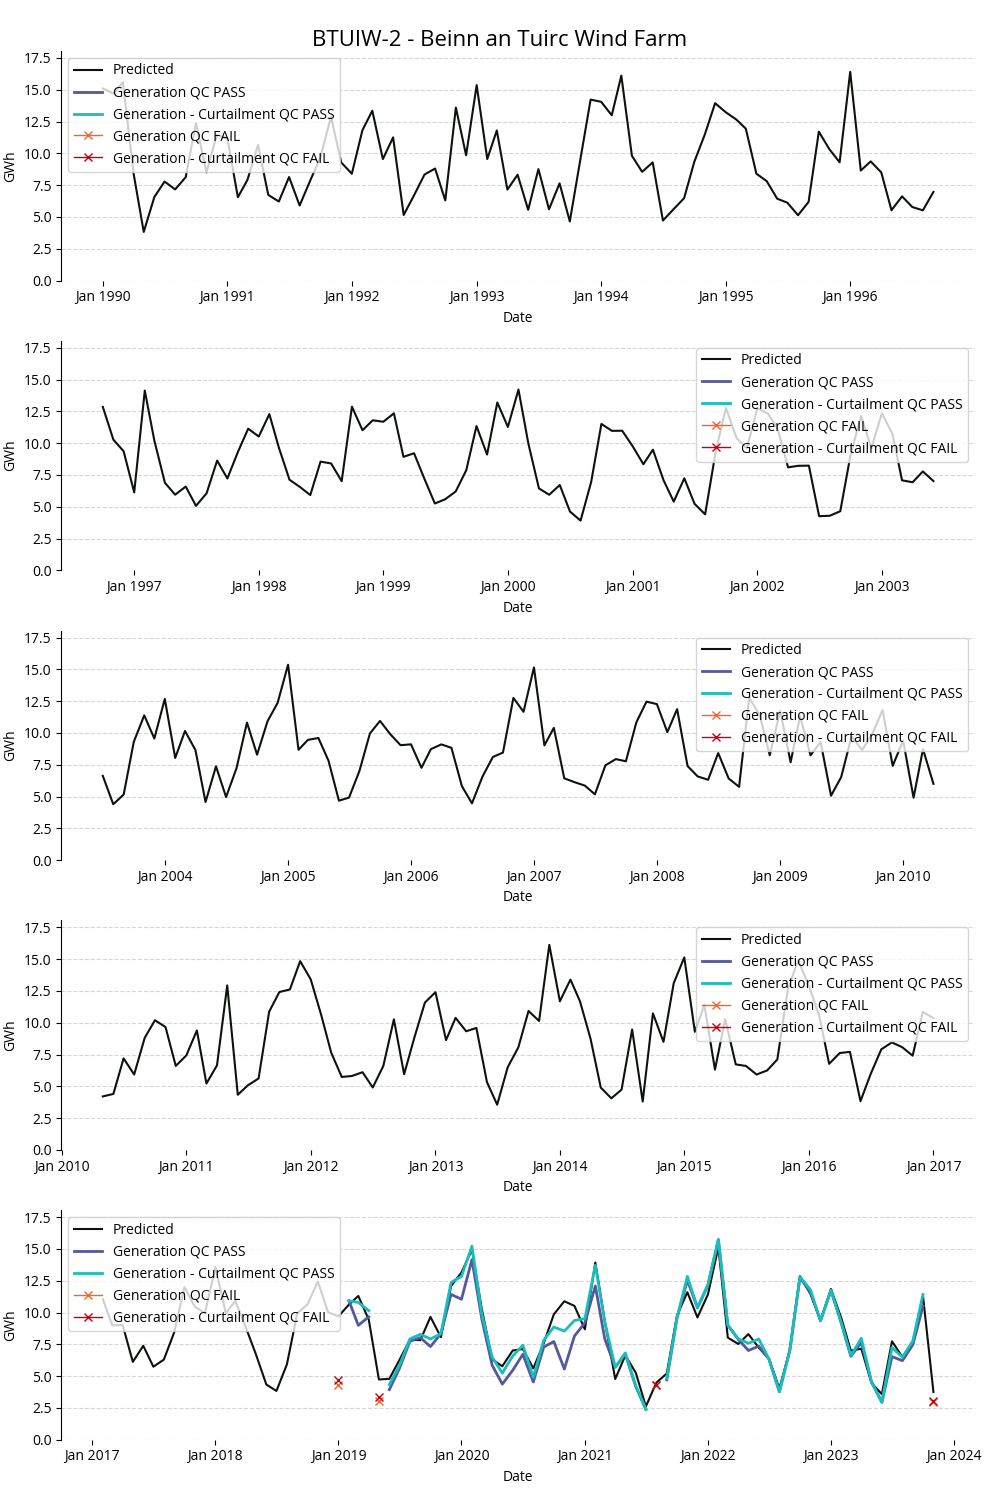 BTUIW-2 - Beinn an Tuirc Wind Farm
17.5
15.0
12.5
10.0
7.5
5.0
2.5
0.0
GWh
Predicted
Generation QC PASS
Generation - Curtailment QC PASS
Generation QC FAIL
Generation - Curtailment QC FAIL
Jan 1990 Jan 1991 Jan 1992 Jan 1993 Jan 1994 Jan 1995 Jan 1996
Date
17.5
15.0
12.5
10.0
7.5
5.0
2.5
0.0
GWh
Predicted
Generation QC PASS
Generation - Curtailment QC PASS
Generation QC FAIL
Generation - Curtailment QC FAIL
Jan 1997 Jan 1998 Jan 1999 Jan 2000 Jan 2001 Jan 2002 Jan 2003
Date
17.5
15.0
12.5
10.0
7.5
5.0
2.5
0.0
GWh
Predicted
Generation QC PASS
Generation - Curtailment QC PASS
Generation QC FAIL
Generation - Curtailment QC FAIL
Jan 2004 Jan 2005 Jan 2006 Jan 2007 Jan 2008 Jan 2009 Jan 2010
Date
17.5
15.0
12.5
10.0
7.5
5.0
2.5
0.0
GWh
Predicted
Generation QC PASS
Generation - Curtailment QC PASS
Generation QC FAIL
Generation - Curtailment QC FAIL
Jan 2010 Jan 2011 Jan 2012 Jan 2013 Jan 2014 Jan 2015 Jan 2016 Jan 2017
Date
17.5
15.0
12.5
10.0
7.5
5.0
2.5
0.0
GWh
Predicted
Generation QC PASS
Generation - Curtailment QC PASS
Generation QC FAIL
Generation - Curtailment QC FAIL
Jan 2017 Jan 2018 Jan 2019 Jan 2020 Jan 2021 Jan 2022 Jan 2023 Jan 2024
Date